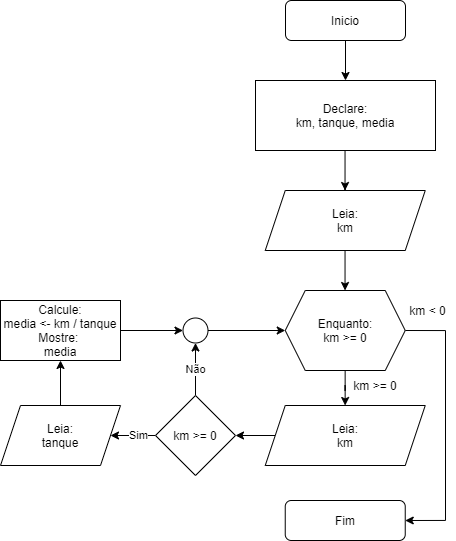 Inicio
Declare:
km, tanque, media
Leia:
km
Enquanto:
km >= 0
km < 0
km >= 0
Calcule:
media <- km / tanque
Mostre:
media
Não
Leia:
km
km >= 0
Sim
Leia:
tanque
Fim